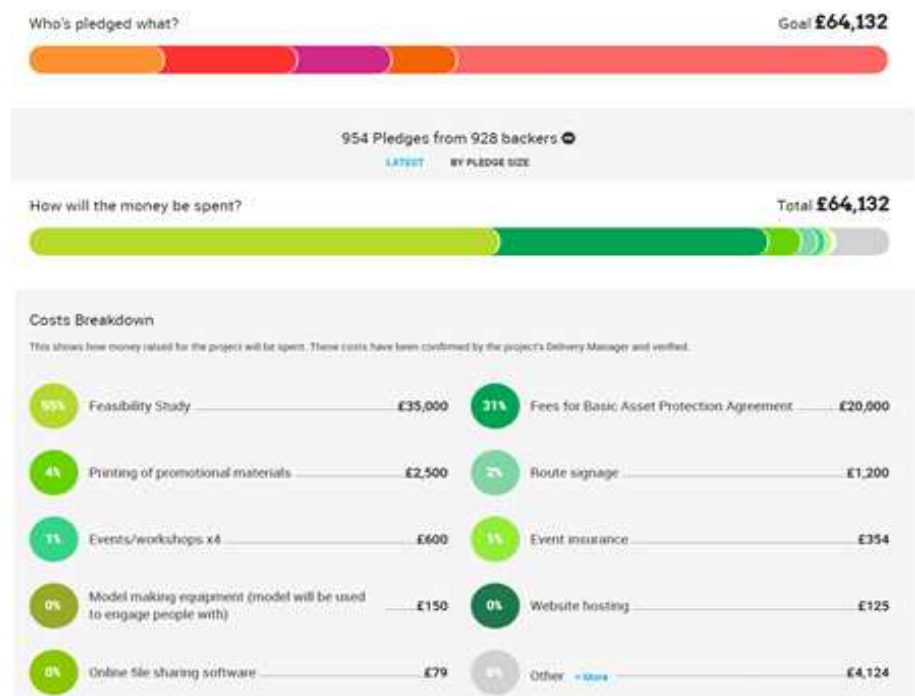 Who's pledged what?
Goal £64,132
954 Pledges from 928 backers
LATEST BY PLEDGE SIZE
How will the money be spent?
Total £64,132
Costs Breakdown
This shows how money raised for the project will be spent. These costs have been confirmed by the project's Delivery Manager and verified.
55% Feasibility Study £35,000
31% Fees for Basic Asset Protection Agreement £20,000
4% Printing of promotional materials £2,500
2% Route signage £1,200
1% Events/workshops x4 £600
1% Event insurance £354
0% Model making equipment (model will be used
to engage people with) £150
0% Website hosting £125
0% Online file sharing software £79
Other + More £4,124